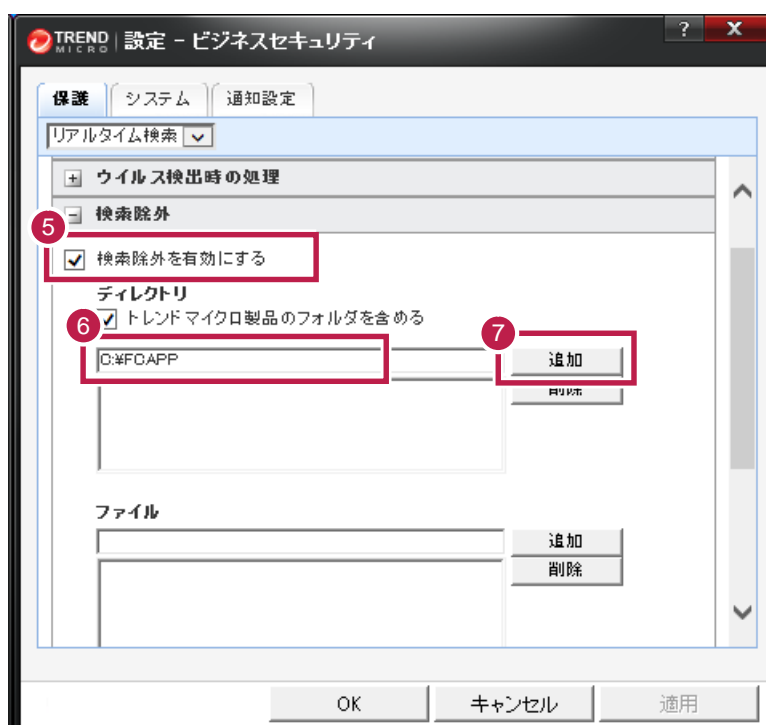 TREND MICRO 設定 - ビジネスセキュリティ ? X
保護 システム 通知設定
リアルタイム検索
+ ウイルス検出時の処理
- 検索除外
5
検索除外を有効にする
ディレクトリ
6 トレンドマイクロ製品のフォルダを含める
7
C:¥FCAPP 追加
削除
ファイル
追加
削除
OK キャンセル 適用